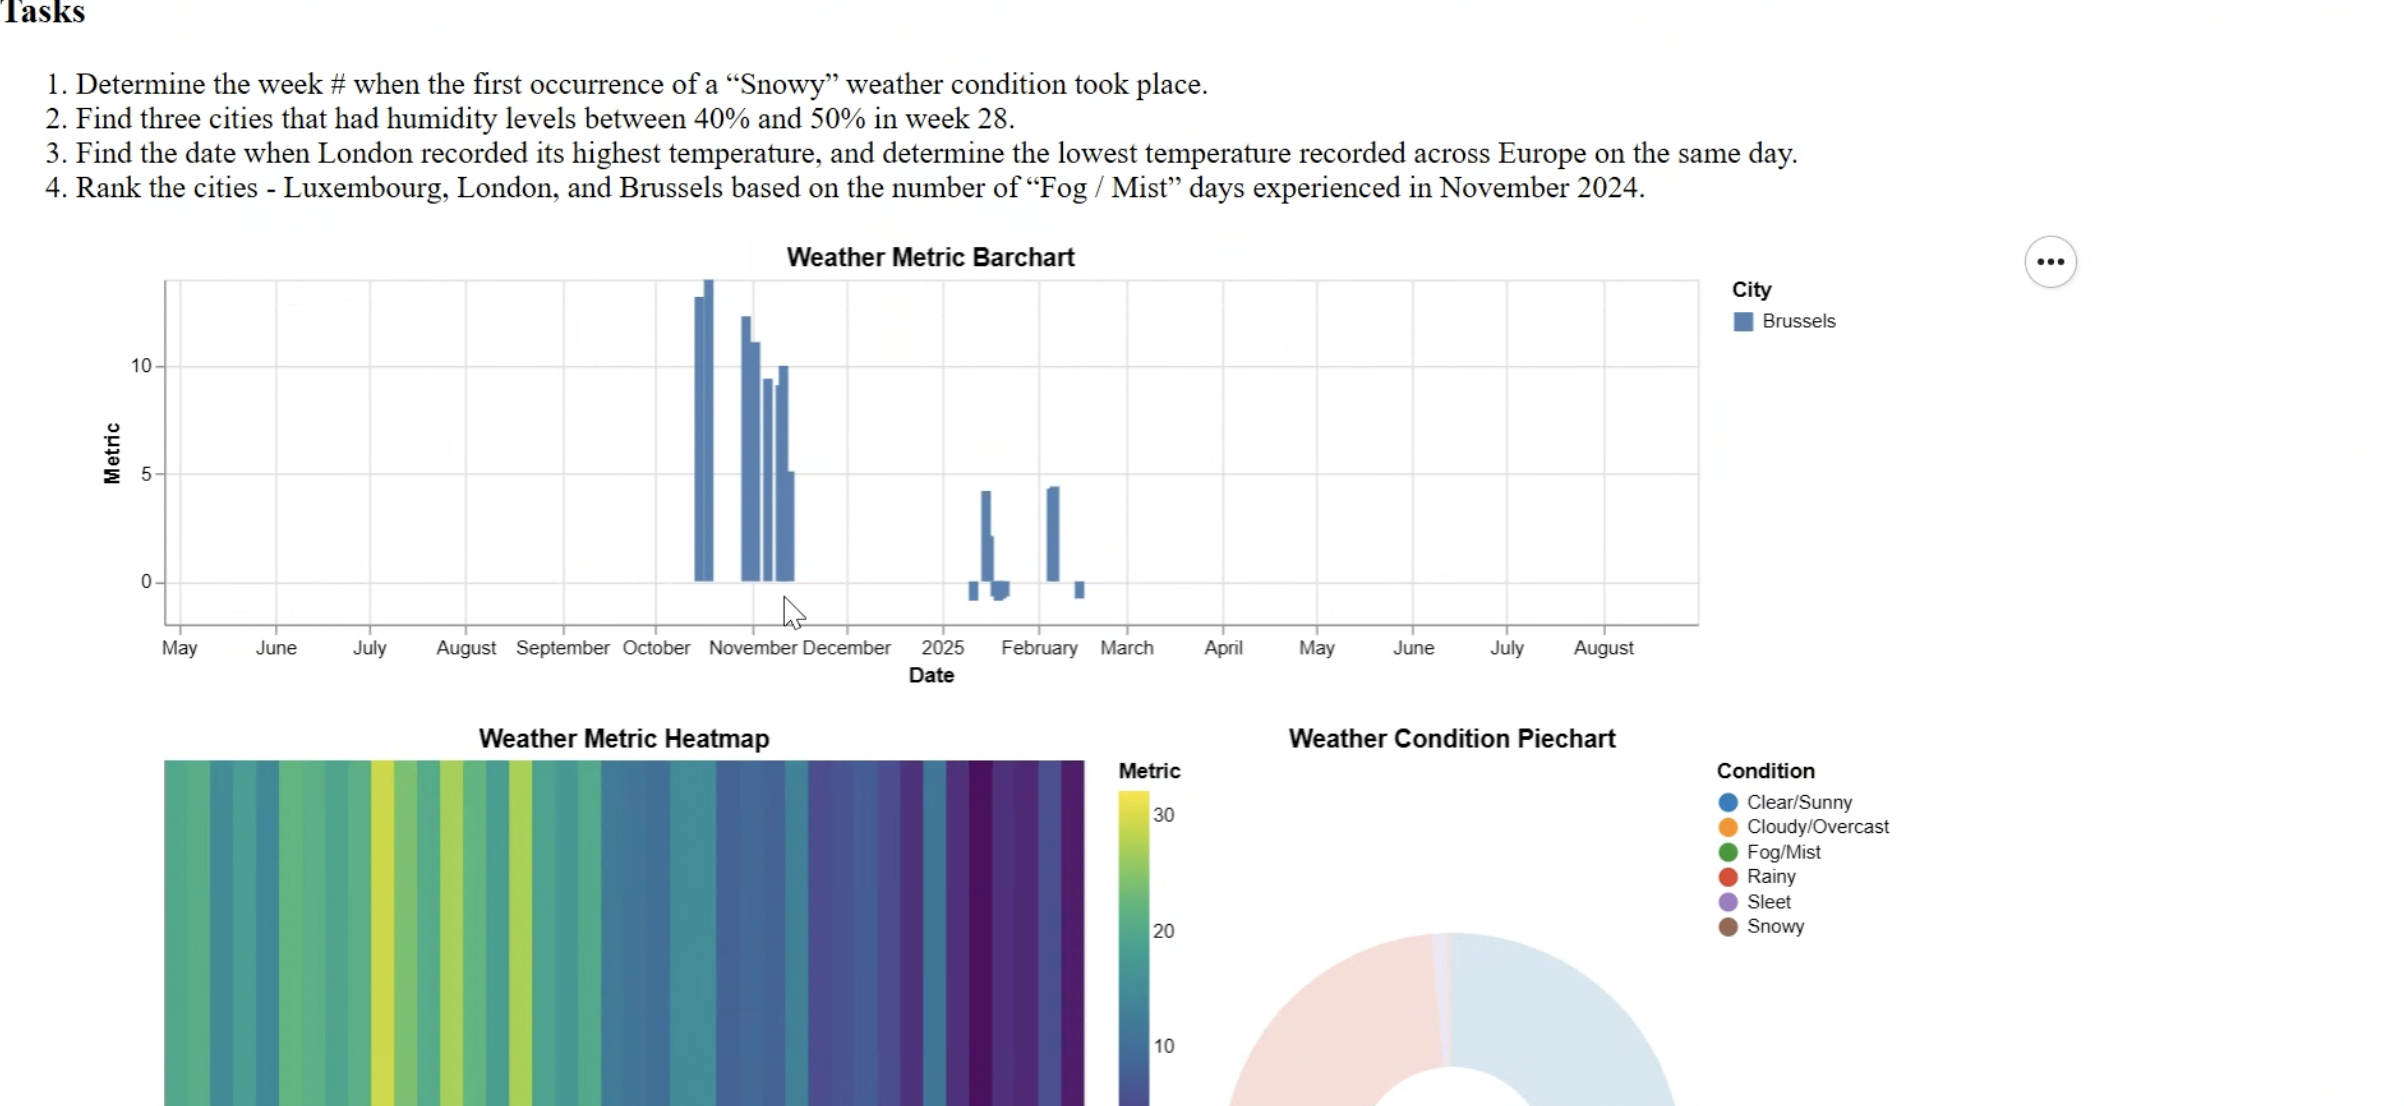 Tasks
1. Determine the week # when the first occurrence of a “Snowy” weather condition took place.
2. Find three cities that had humidity levels between 40% and 50% in week 28.
3. Find the date when London recorded its highest temperature, and determine the lowest temperature recorded across Europe on the same day.
4. Rank the cities - Luxembourg, London, and Brussels based on the number of “Fog / Mist” days experienced in November 2024.
Weather Metric Barchart
City
Brussels
10
Metric
5
0
May June July August September October November December 2025 February March April May June July August
Date
Weather Metric Heatmap
Metric
30
20
10
Weather Condition Piechart
Condition
Clear/Sunny
Cloudy/Overcast
Fog/Mist
Rainy
Sleet
Snowy